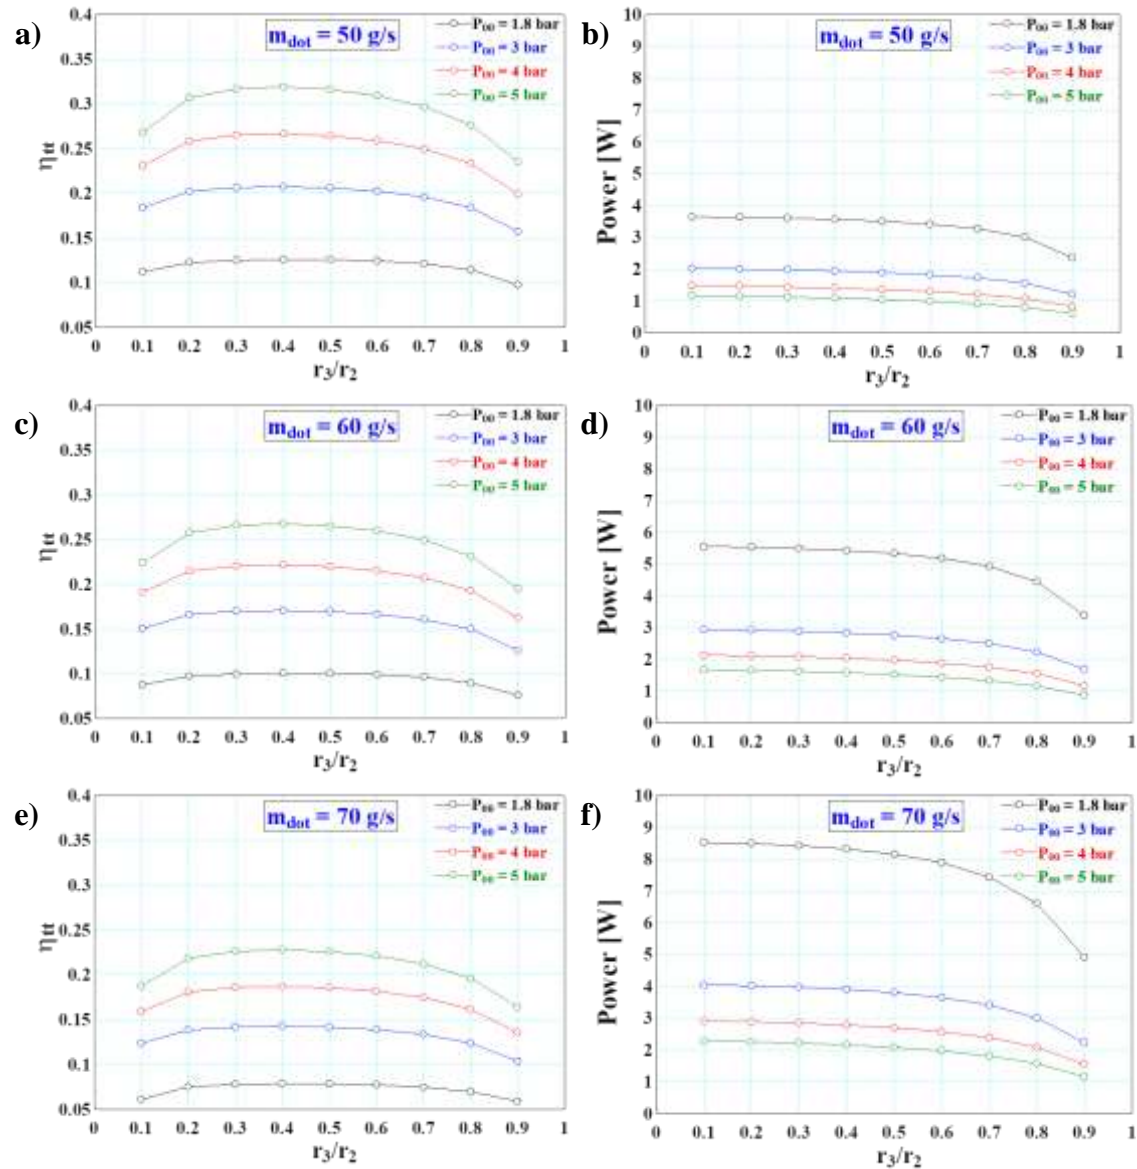 a)
m_dot = 50 g/s
P₀₀ = 1.8 bar
P₀₀ = 3 bar
P₀₀ = 4 bar
P₀₀ = 5 bar
η_tt
0.4
0.35
0.3
0.25
0.2
0.15
0.1
0.05
0 0.1 0.2 0.3 0.4 0.5 0.6 0.7 0.8 0.9 1
r₃/r₂
b)
m_dot = 50 g/s
P₀₀ = 1.8 bar
P₀₀ = 3 bar
P₀₀ = 4 bar
P₀₀ = 5 bar
Power [W]
10
9
8
7
6
5
4
3
2
1
0
0 0.1 0.2 0.3 0.4 0.5 0.6 0.7 0.8 0.9 1
r₃/r₂
c)
m_dot = 60 g/s
P₀₀ = 1.8 bar
P₀₀ = 3 bar
P₀₀ = 4 bar
P₀₀ = 5 bar
η_tt
0.4
0.35
0.3
0.25
0.2
0.15
0.1
0.05
0 0.1 0.2 0.3 0.4 0.5 0.6 0.7 0.8 0.9 1
r₃/r₂
d)
m_dot = 60 g/s
P₀₀ = 1.8 bar
P₀₀ = 3 bar
P₀₀ = 4 bar
P₀₀ = 5 bar
Power [W]
10
9
8
7
6
5
4
3
2
1
0
0 0.1 0.2 0.3 0.4 0.5 0.6 0.7 0.8 0.9 1
r₃/r₂
e)
m_dot = 70 g/s
P₀₀ = 1.8 bar
P₀₀ = 3 bar
P₀₀ = 4 bar
P₀₀ = 5 bar
η_tt
0.4
0.35
0.3
0.25
0.2
0.15
0.1
0.05
0 0.1 0.2 0.3 0.4 0.5 0.6 0.7 0.8 0.9 1
r₃/r₂
f)
m_dot = 70 g/s
P₀₀ = 1.8 bar
P₀₀ = 3 bar
P₀₀ = 4 bar
P₀₀ = 5 bar
Power [W]
10
9
8
7
6
5
4
3
2
1
0
0 0.1 0.2 0.3 0.4 0.5 0.6 0.7 0.8 0.9 1
r₃/r₂